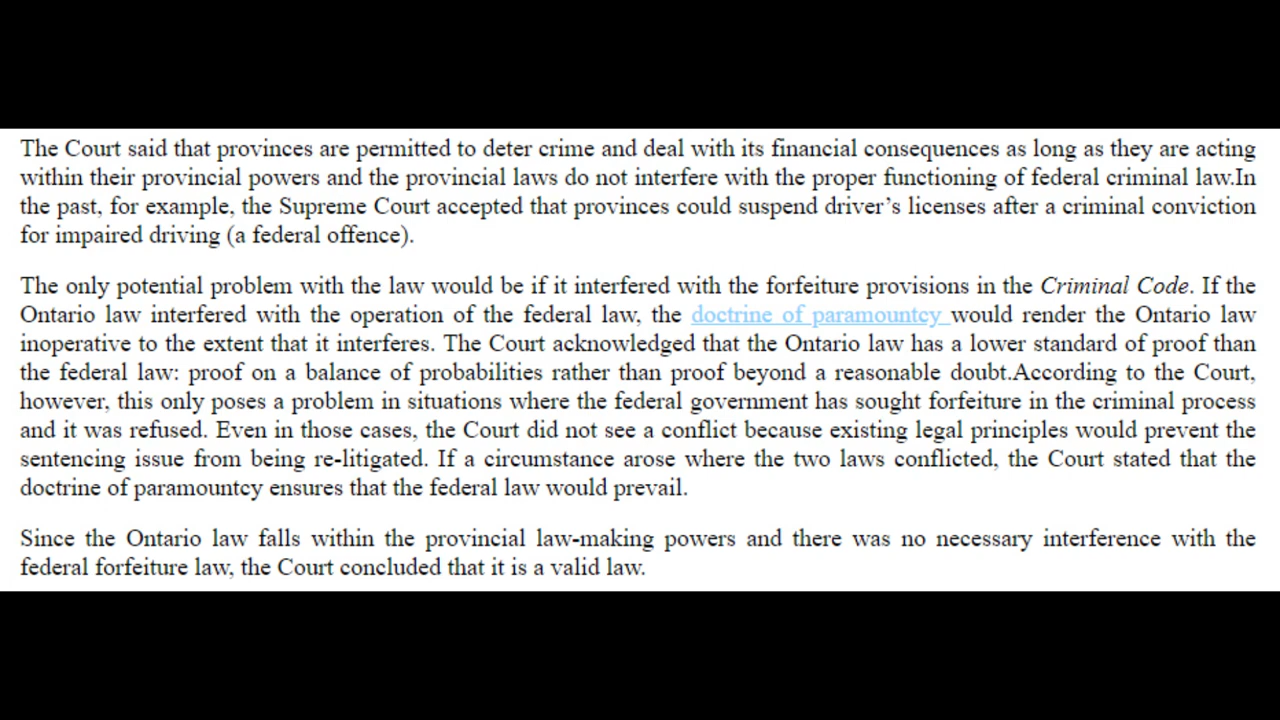 The Court said that provinces are permitted to deter crime and deal with its financial consequences as long as they are acting
within their provincial powers and the provincial laws do not interfere with the proper functioning of federal criminal law.In
the past, for example, the Supreme Court accepted that provinces could suspend driver’s licenses after a criminal conviction
for impaired driving (a federal offence).
The only potential problem with the law would be if it interfered with the forfeiture provisions in the Criminal Code. If the
Ontario law interfered with the operation of the federal law, the doctrine of paramountcy would render the Ontario law
inoperative to the extent that it interferes. The Court acknowledged that the Ontario law has a lower standard of proof than
the federal law: proof on a balance of probabilities rather than proof beyond a reasonable doubt.According to the Court,
however, this only poses a problem in situations where the federal government has sought forfeiture in the criminal process
and it was refused. Even in those cases, the Court did not see a conflict because existing legal principles would prevent the
sentencing issue from being re-litigated. If a circumstance arose where the two laws conflicted, the Court stated that the
doctrine of paramountcy ensures that the federal law would prevail.
Since the Ontario law falls within the provincial law-making powers and there was no necessary interference with the
federal forfeiture law, the Court concluded that it is a valid law.